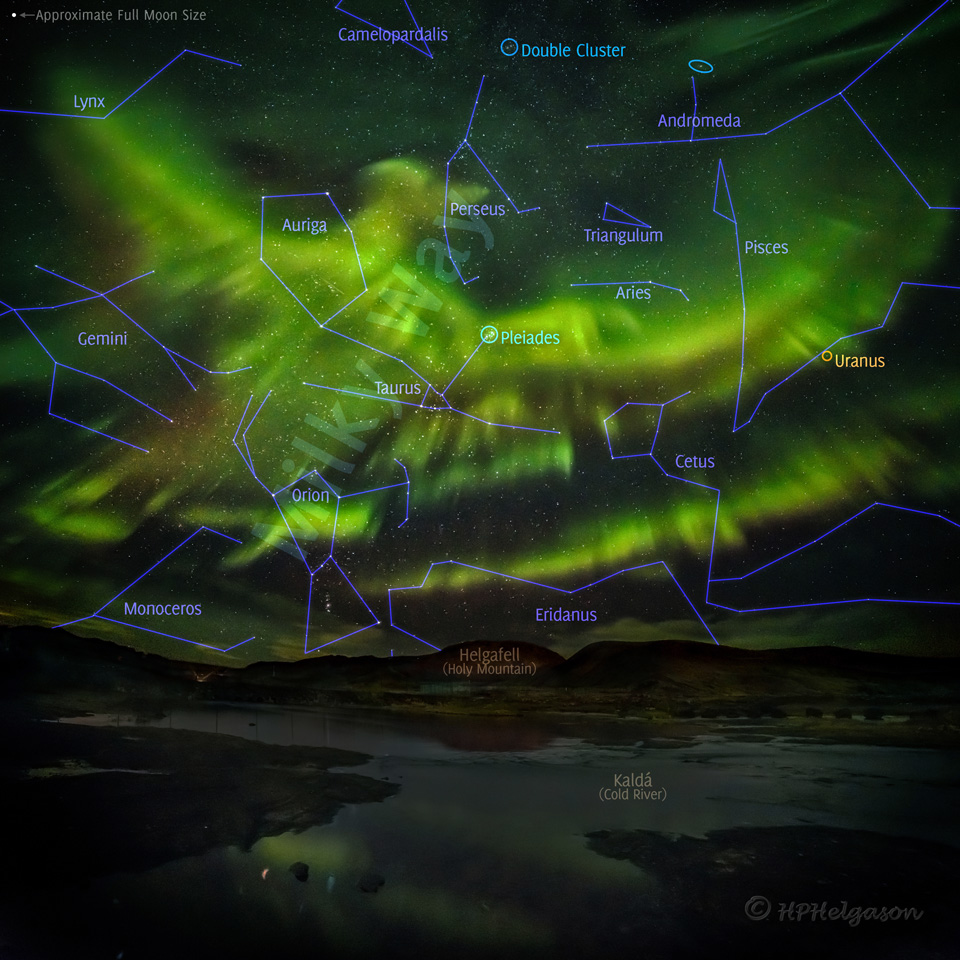 Approximate Full Moon Size
Camelopardalis
Double Cluster
Lynx
Andromeda
Auriga
Perseus
Triangulum
Pisces
Milky Way
Aries
Gemini
Pleiades
Uranus
Taurus
Cetus
Orion
Monoceros
Eridanus
Helgafell
(Holy Mountain)
Kaldá
(Cold River)
© HPHelgason